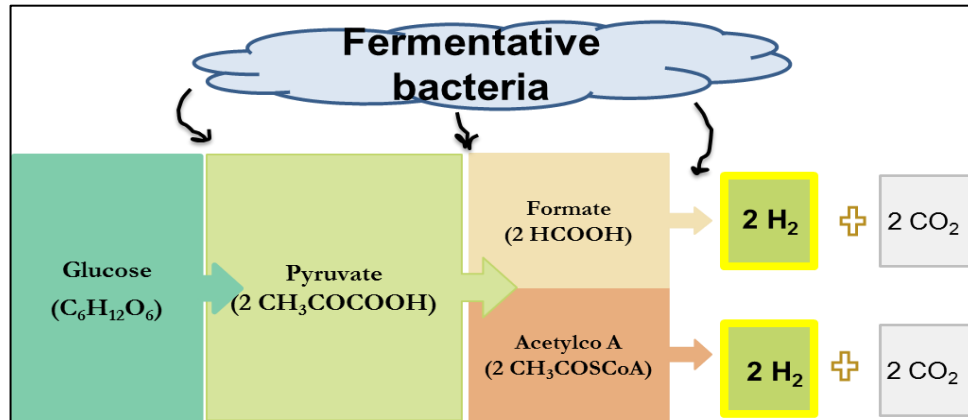 Fermentative
bacteria
Glucose
(C₆H₁₂O₆)
Pyruvate
(2 CH₃COCOOH)
Formate
(2 HCOOH)
2 H₂
2 CO₂
Acetylco A
(2 CH₃COSCoA)
2 H₂
2 CO₂